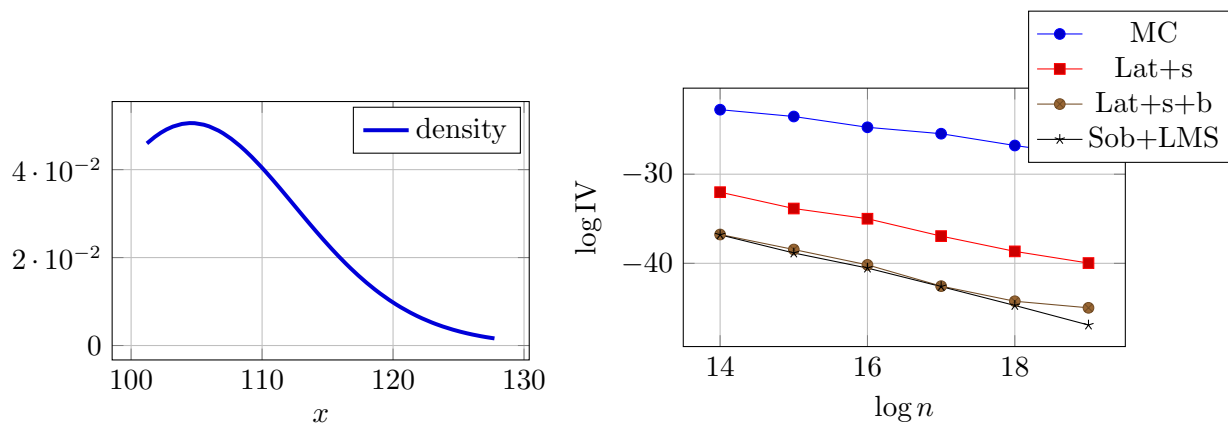 density
4 · 10⁻²
2 · 10⁻²
0
100 110 120 130
x
MC
Lat+s
Lat+s+b
Sob+LMS
−30
−40
log IV
14 16 18
log n